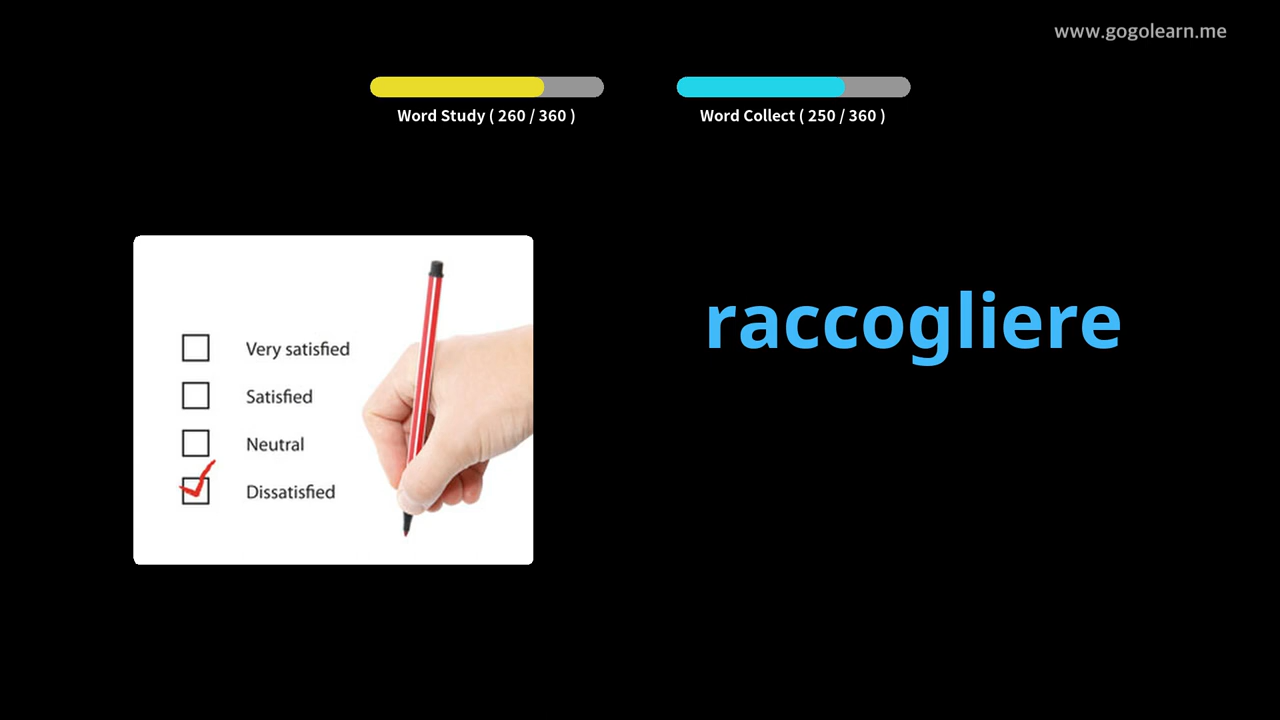 www.gogolearn.me
Word Study ( 260 / 360 )
Word Collect ( 250 / 360 )
Very satisfied
Satisfied
Neutral
Dissatisfied
raccogliere